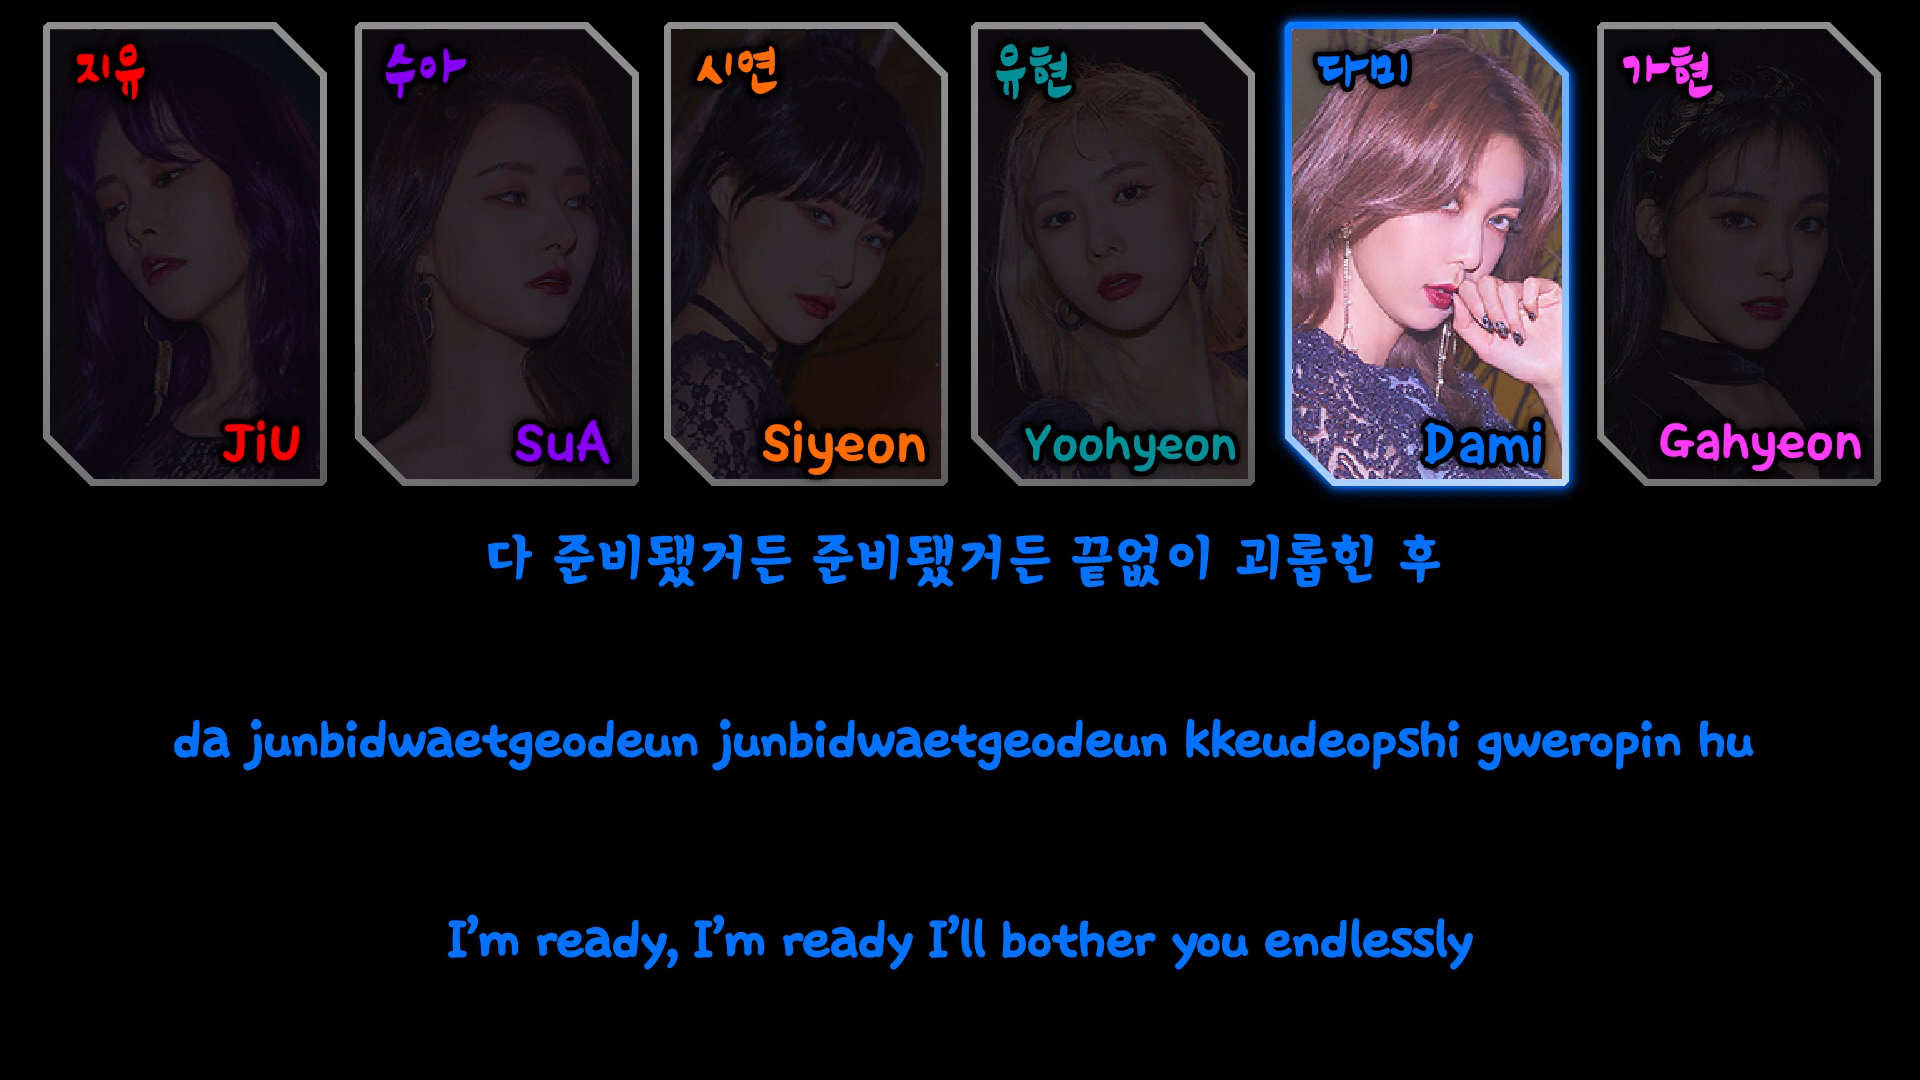 지유 수아 시연 유현 다미 가현
JiU SuA Siyeon Yoohyeon Dami Gahyeon
다 준비됐거든 준비됐거든 끝없이 괴롭힌 후
da junbidwaetgeodeun junbidwaetgeodeun kkeudeopshi gweropin hu
I'm ready, I'm ready I'll bother you endlessly